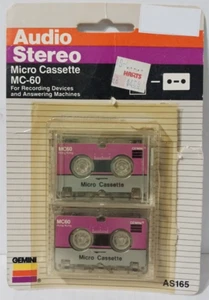 Audio
Stereo
Micro Cassette
MC-60
For Recording Devices
and Answering Machines
MC60
Micro Cassette
MC60
GEMINI
Micro Cassette
GEMINI
AS165